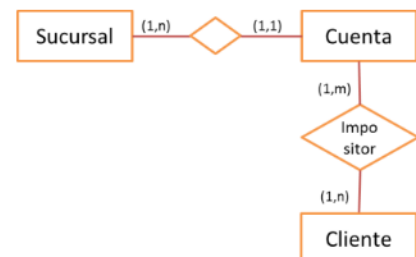 Sucursal (1,n) (1,1) Cuenta
(1,m)
Impo
sitor
(1,n)
Cliente